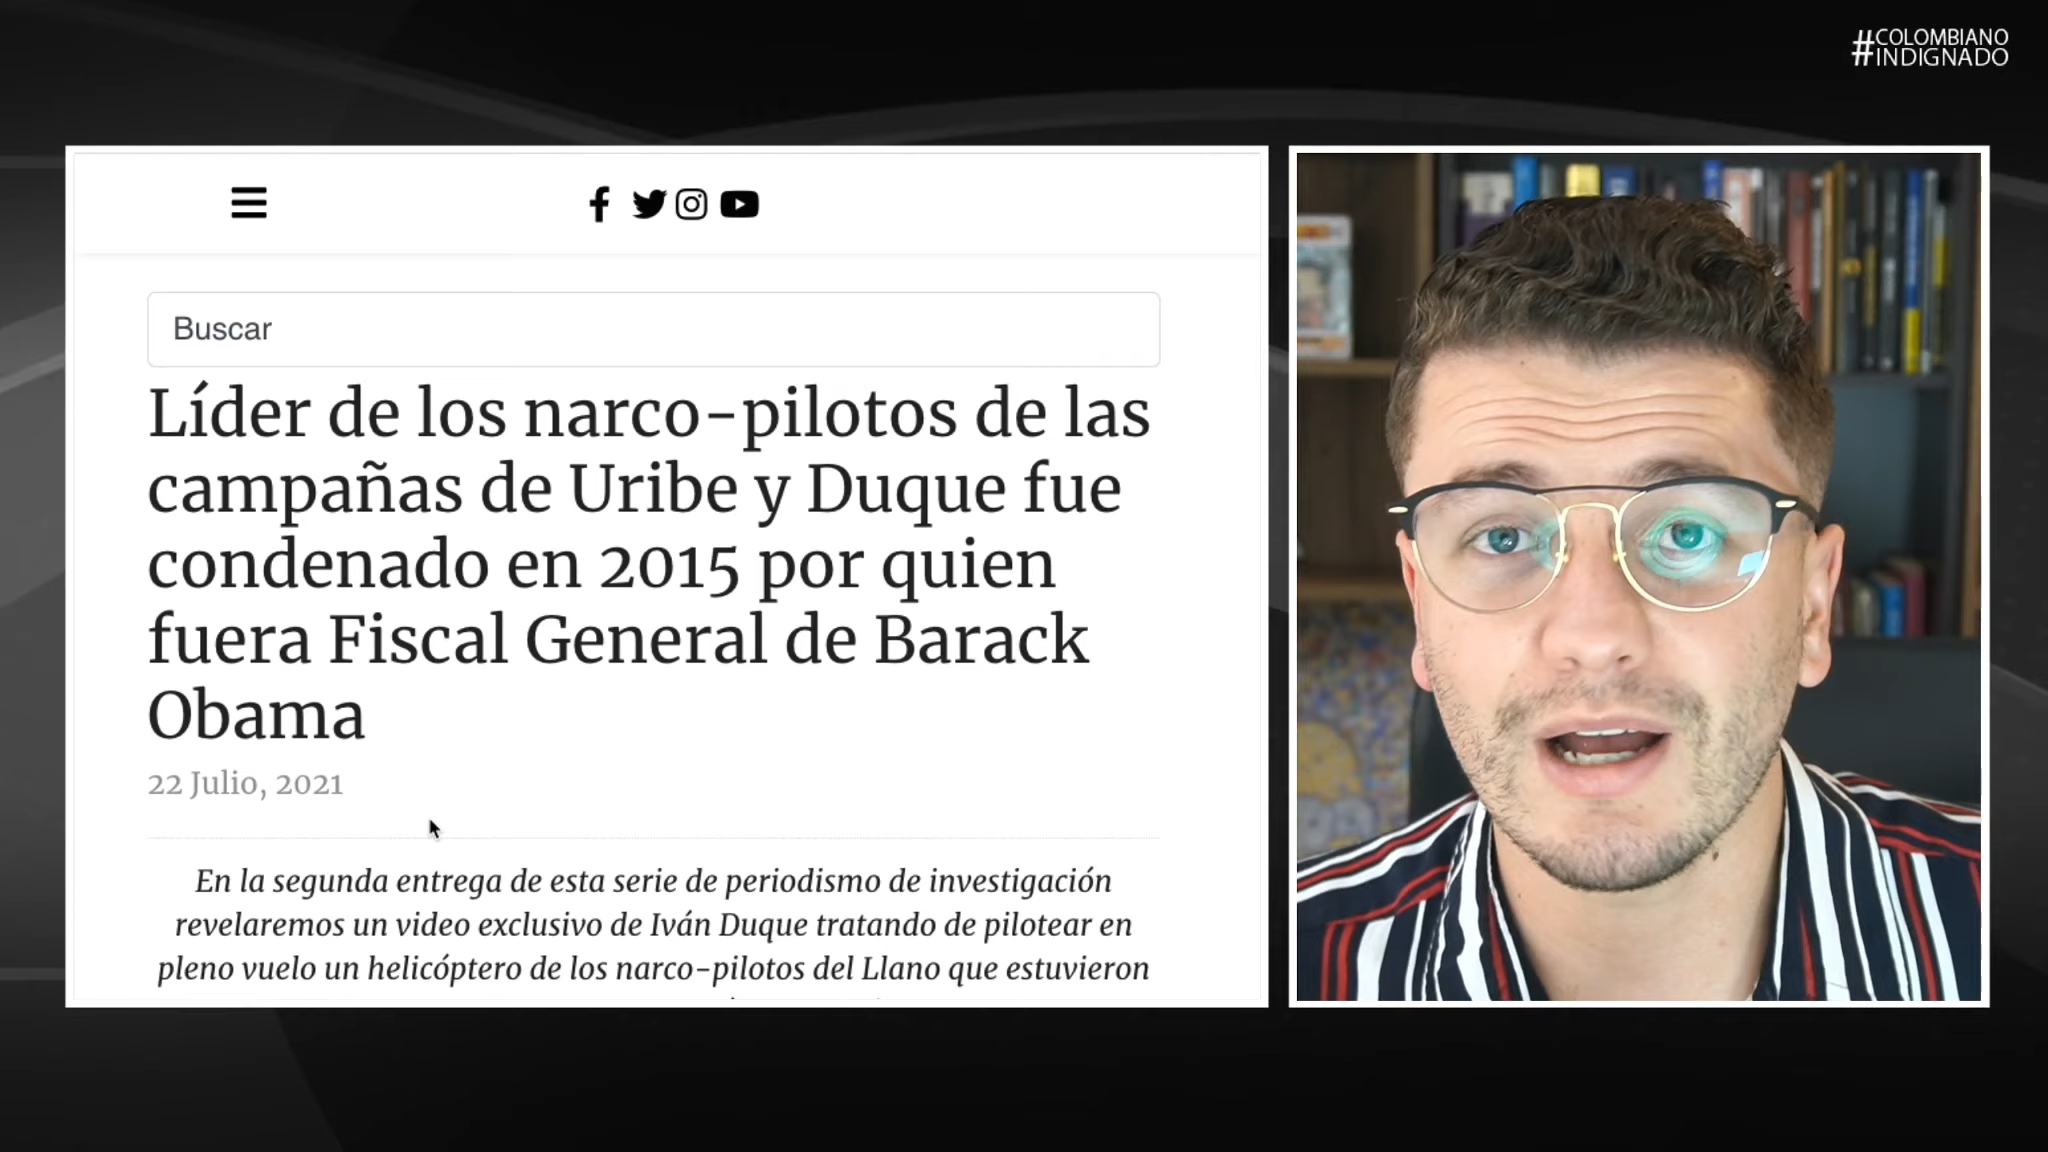 #COLOMBIANO
INDIGNADO
Buscar
Líder de los narco-pilotos de las
campañas de Uribe y Duque fue
condenado en 2015 por quien
fuera Fiscal General de Barack
Obama
22 Julio, 2021
En la segunda entrega de esta serie de periodismo de investigación
revelaremos un video exclusivo de Iván Duque tratando de pilotear en
pleno vuelo un helicóptero de los narco-pilotos del Llano que estuvieron